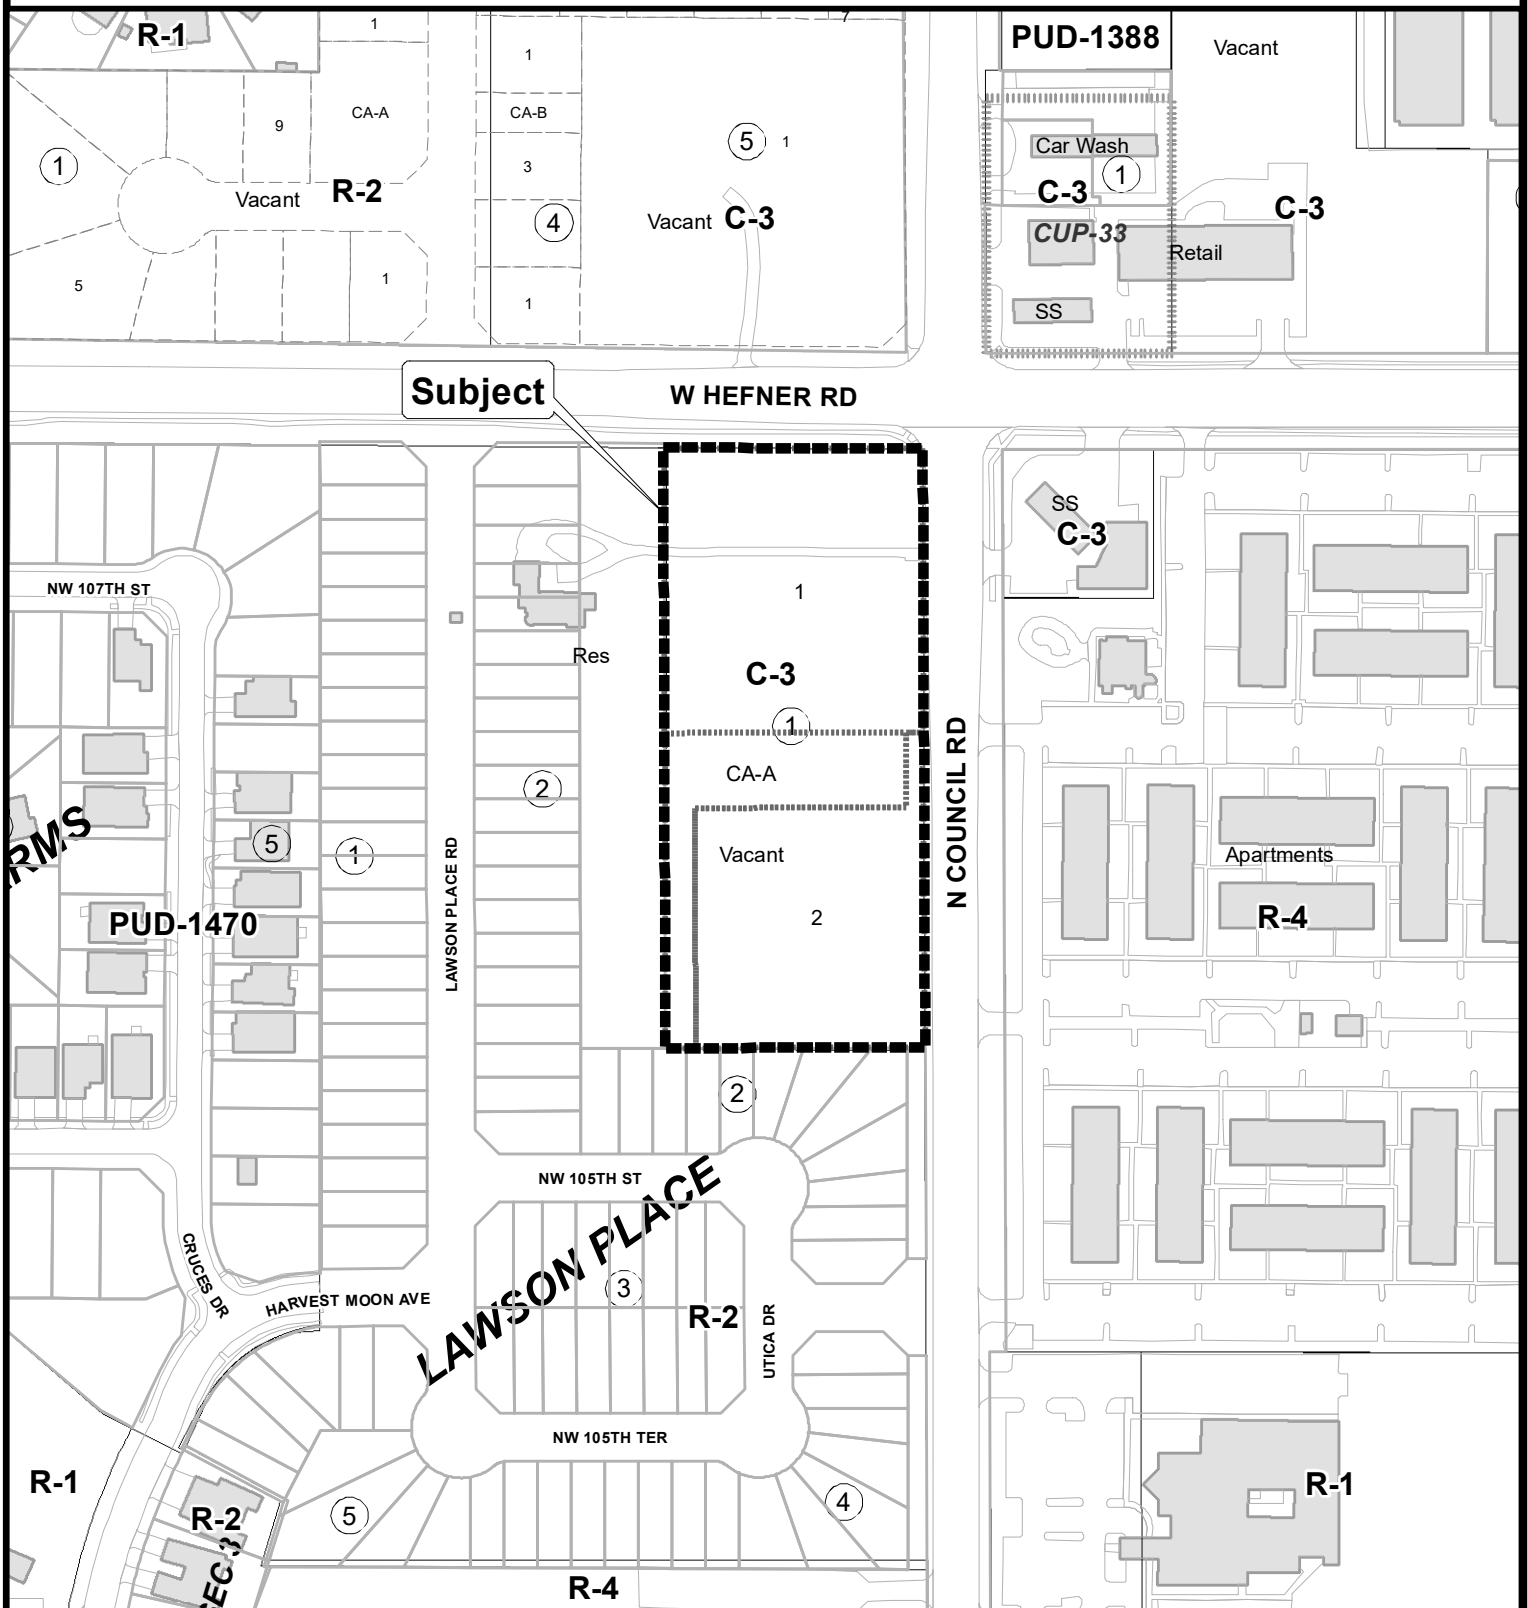 7
1
R-1
1
PUD-1388
Vacant
9
CA-A
CA-B
5
1
Car Wash
1
3
1
C-3
Vacant
R-2
4
Vacant
C-3
C-3
CUP-33
Retail
5
1
1
SS
Subject
W HEFNER RD
SS
C-3
NW 107TH ST
1
Res
C-3
1
CA-A
2
N COUNCIL RD
RMS
5
1
LAWSON PLACE RD
Vacant
Apartments
PUD-1470
2
R-4
2
NW 105TH ST
LAWSON PLACE
CRUCES DR
HARVEST MOON AVE
3
R-2
UTICA DR
NW 105TH TER
R-1
R-2
5
4
R-1
SEC 3
R-4